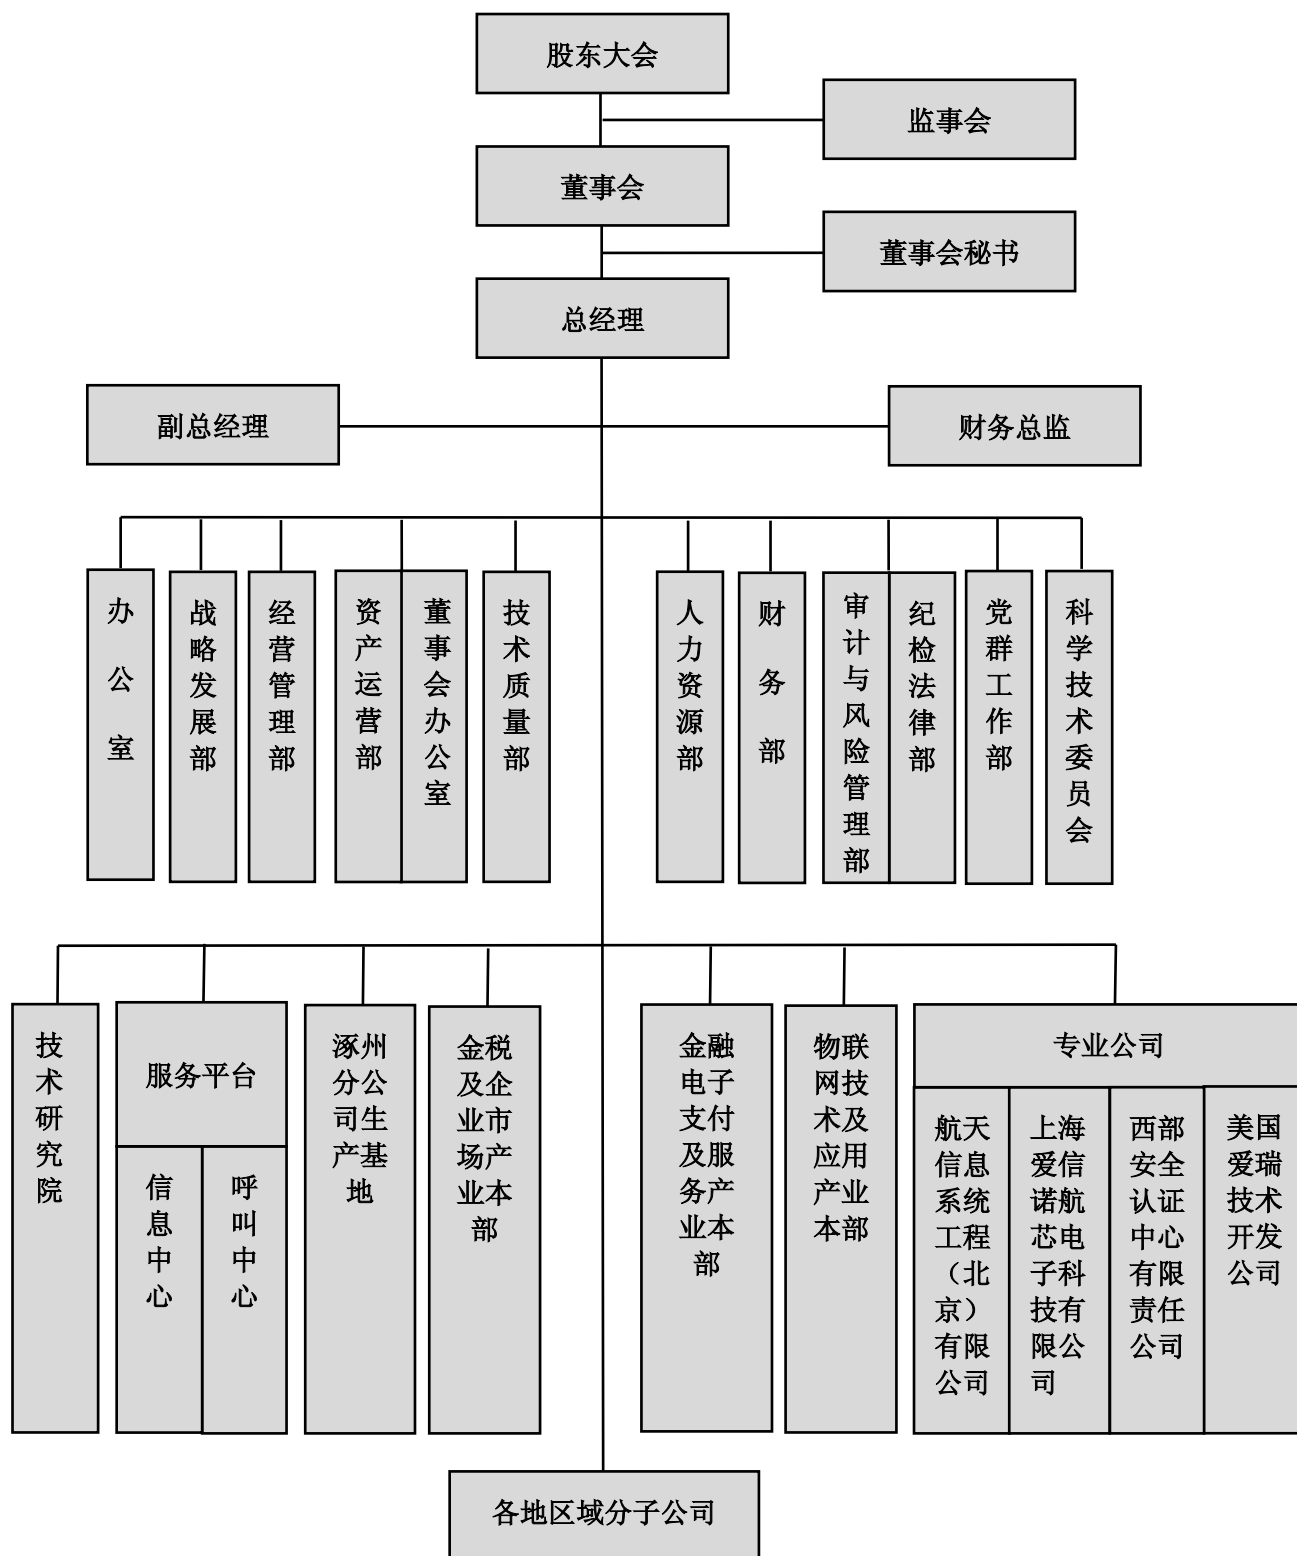 股东大会
监事会
董事会
董事会秘书
总经理
副总经理
财务总监
办公室
战略发展部
经营管理部
资产运营部
董事会办公室
技术质量部
人力资源部
财务部
审计与风险管理部
纪检法律部
党群工作部
科学技术委员会
技术研究院
服务平台
信息中心
呼叫中心
涿州
分公
司生
产基
地
金税
及企
业市
场产
业本
部
金融
电子
支付
及服
务产
业本
部
物联
网技
术及
应用
产业
本部
专业公司
航天
信息
系统
工程
（北
京）
有限
公司
上海
爱信
诺航
芯电
子科
技有
限公
司
西部
安全
认证
中心
有限
责任
公司
美国
爱瑞
技术
开发
公司
各地区域分子公司